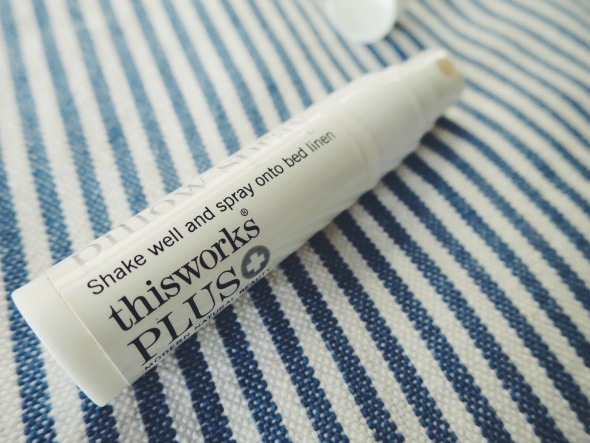 Shake well and spray onto bed linen
thisworks®
PLUS+